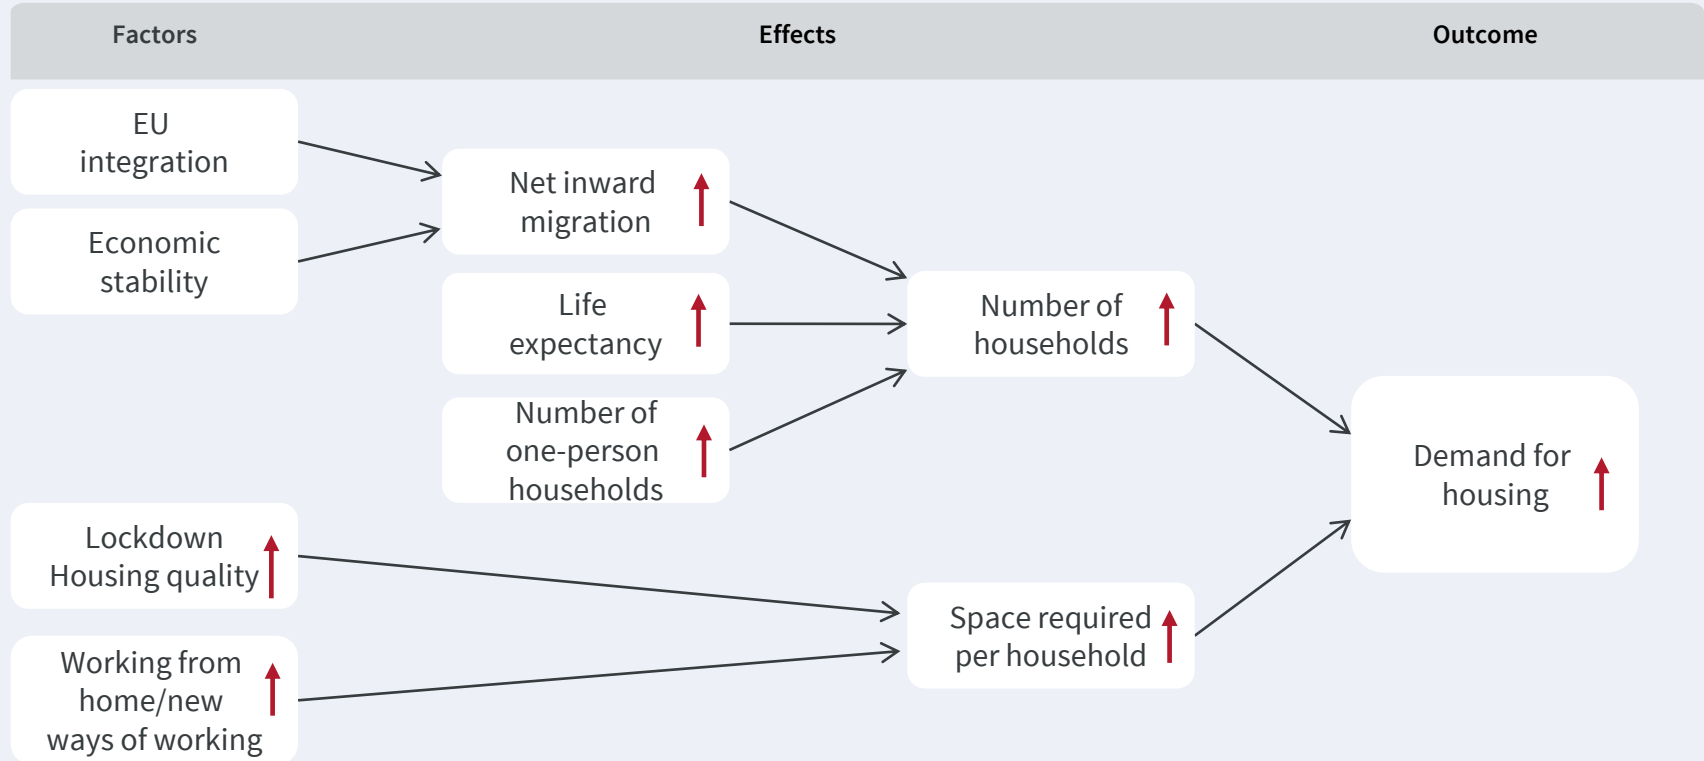 Factors
Effects
Outcome
EU
integration
Economic
stability
Net inward
migration
Life
expectancy
Number of
one-person
households
Number of
households
Lockdown
Housing quality
Working from
home/new
ways of working
Space required
per household
Demand for
housing